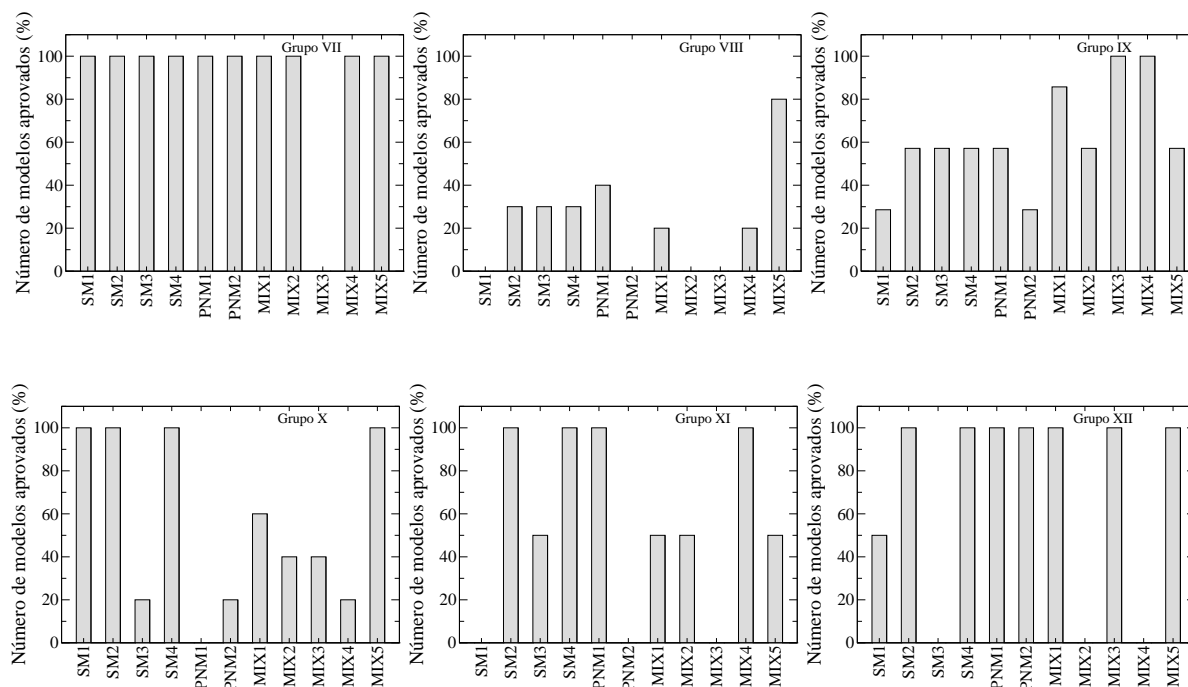 Número de modelos aprovados (%)
Grupo VII
100
80
60
40
20
0
SM1
SM2
SM3
SM4
PNM1
PNM2
MIX1
MIX2
MIX3
MIX4
MIX5
Número de modelos aprovados (%)
Grupo VIII
100
80
60
40
20
0
SM1
SM2
SM3
SM4
PNM1
PNM2
MIX1
MIX2
MIX3
MIX4
MIX5
Número de modelos aprovados (%)
Grupo IX
100
80
60
40
20
0
SM1
SM2
SM3
SM4
PNM1
PNM2
MIX1
MIX2
MIX3
MIX4
MIX5
Número de modelos aprovados (%)
Grupo X
100
80
60
40
20
0
SM1
SM2
SM3
SM4
PNM1
PNM2
MIX1
MIX2
MIX3
MIX4
MIX5
Número de modelos aprovados (%)
Grupo XI
100
80
60
40
20
0
SM1
SM2
SM3
SM4
PNM1
PNM2
MIX1
MIX2
MIX3
MIX4
MIX5
Número de modelos aprovados (%)
Grupo XII
100
80
60
40
20
0
SM1
SM2
SM3
SM4
PNM1
PNM2
MIX1
MIX2
MIX3
MIX4
MIX5